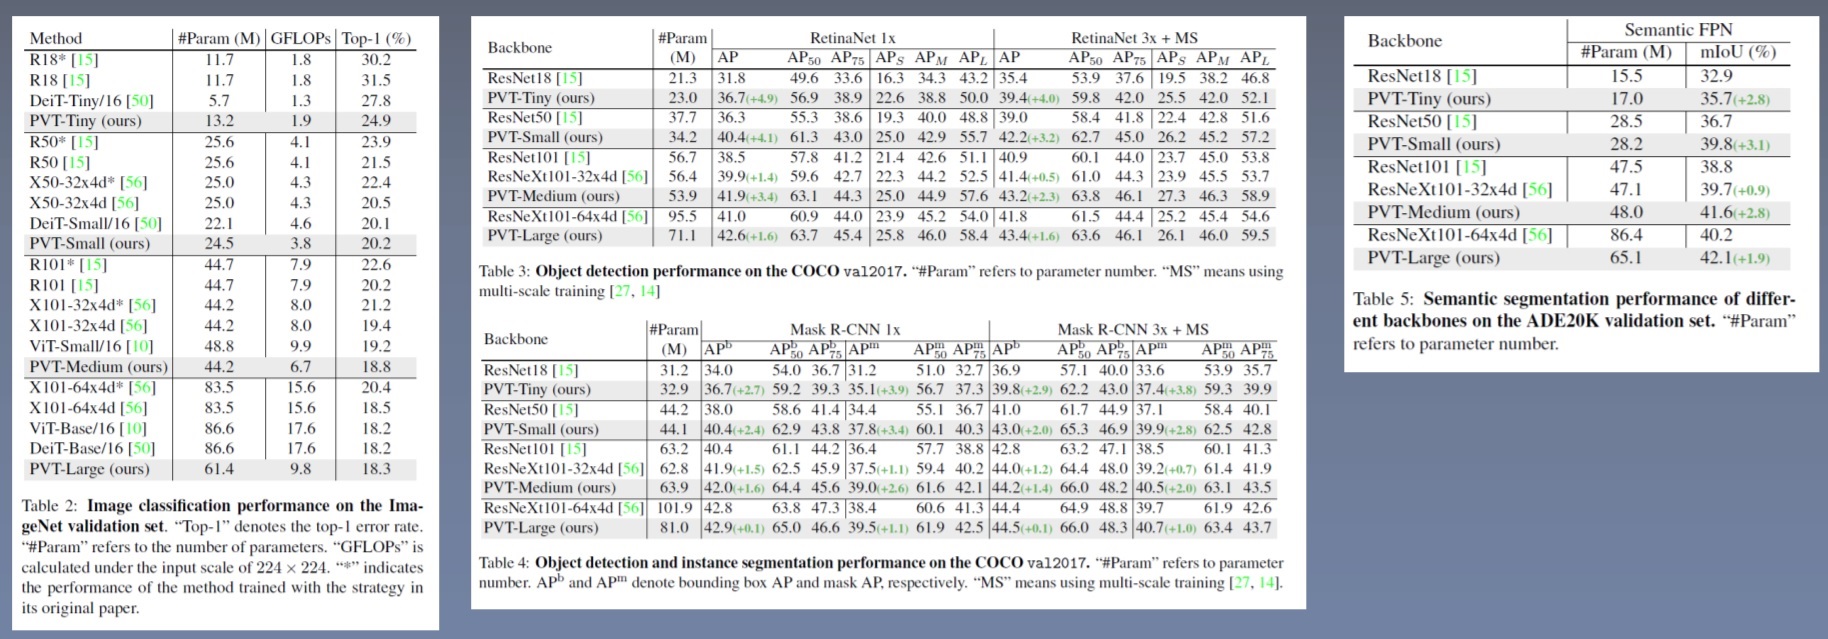 Method #Param (M) GFLOPs Top-1 (%)
R18* [15] 11.7 1.8 30.2
R18 [15] 11.7 1.8 31.5
DeiT-Tiny/16 [50] 5.7 1.3 27.8
PVT-Tiny (ours) 13.2 1.9 24.9
R50* [15] 25.6 4.1 23.9
R50 [15] 25.6 4.1 21.5
X50-32x4d* [56] 25.0 4.3 22.4
X50-32x4d [56] 25.0 4.3 20.5
DeiT-Small/16 [50] 22.1 4.6 20.1
PVT-Small (ours) 24.5 3.8 20.2
R101* [15] 44.7 7.9 22.6
R101 [15] 44.7 7.9 20.2
X101-32x4d* [56] 44.2 8.0 21.2
X101-32x4d [56] 44.2 8.0 19.4
ViT-Small/16 [10] 48.8 9.9 19.2
PVT-Medium (ours) 44.2 6.7 18.8
X101-64x4d* [56] 83.5 15.6 20.4
X101-64x4d [56] 83.5 15.6 18.5
ViT-Base/16 [10] 86.6 17.6 18.2
DeiT-Base/16 [50] 86.6 17.6 18.2
PVT-Large (ours) 61.4 9.8 18.3
Table 2: Image classification performance on the Ima-
geNet validation set. “Top-1” denotes the top-1 error rate.
“#Param” refers to the number of parameters. “GFLOPs” is
calculated under the input scale of 224 × 224. “*” indicates
the performance of the method trained with the strategy in
its original paper.
Backbone #Param (M) RetinaNet 1x RetinaNet 3x + MS
AP AP50 AP75 APS APM APL AP AP50 AP75 APS APM APL
ResNet18 [15] 21.3 31.8 49.6 33.6 16.3 34.3 43.2 35.4 53.9 37.6 19.5 38.2 46.8
PVT-Tiny (ours) 23.0 36.7(+4.9) 56.9 38.9 22.6 38.8 50.0 39.4(+4.0) 59.8 42.0 25.5 42.0 52.1
ResNet50 [15] 37.7 36.3 55.3 38.6 19.3 40.0 48.8 39.0 58.4 41.8 22.4 42.8 51.6
PVT-Small (ours) 34.2 40.4(+4.1) 61.3 43.0 25.0 42.9 55.7 42.2(+3.2) 62.7 45.0 26.2 45.2 57.2
ResNet101 [15] 56.7 38.5 57.8 41.2 21.4 42.6 51.1 40.9 60.1 44.0 23.7 45.0 53.8
ResNeXt101-32x4d [56] 56.4 39.9(+1.4) 59.6 42.7 22.3 44.2 52.5 41.4(+0.5) 61.0 44.3 23.9 45.5 53.7
PVT-Medium (ours) 53.9 41.9(+3.4) 63.1 44.3 25.0 44.9 57.6 43.2(+2.3) 63.8 46.1 27.3 46.3 58.9
ResNeXt101-64x4d [56] 95.5 41.0 60.9 44.0 23.9 45.2 54.0 41.8 61.5 44.4 25.2 45.4 54.6
PVT-Large (ours) 71.1 42.6(+1.6) 63.7 45.4 25.8 46.0 58.4 43.4(+1.6) 63.6 46.1 26.1 46.0 59.5
Table 3: Object detection performance on the COCO val2017. “#Param” refers to parameter number. “MS” means using
multi-scale training [27, 14]
Backbone #Param (M) Mask R-CNN 1x Mask R-CNN 3x + MS
APb APb50 APb75 APm APm50 APm75 APb APb50 APb75 APm APm50 APm75
ResNet18 [15] 31.2 34.0 54.0 36.7 31.2 51.0 32.7 36.9 57.1 40.0 33.6 53.9 35.7
PVT-Tiny (ours) 32.9 36.7(+2.7) 59.2 39.3 35.1(+3.9) 56.7 37.3 39.8(+2.9) 62.2 43.0 37.4(+3.8) 59.3 39.9
ResNet50 [15] 44.2 38.0 58.6 41.4 34.4 55.1 36.7 41.0 61.7 44.9 37.1 58.4 40.1
PVT-Small (ours) 44.1 40.4(+2.4) 62.9 43.8 37.8(+3.4) 60.1 40.3 43.0(+2.0) 65.3 46.9 39.9(+2.8) 62.5 42.8
ResNet101 [15] 63.2 40.4 61.1 44.2 36.4 57.7 38.8 42.8 63.2 47.1 38.5 60.1 41.3
ResNeXt101-32x4d [56] 62.8 41.9(+1.5) 62.5 45.9 37.5(+1.1) 59.4 40.2 44.0(+1.2) 64.4 48.0 39.2(+0.7) 61.4 41.9
PVT-Medium (ours) 63.9 42.0(+1.6) 64.4 45.6 39.0(+2.6) 61.6 42.1 44.2(+1.4) 66.0 48.2 40.5(+2.0) 63.1 43.5
ResNeXt101-64x4d [56] 101.9 42.8 63.8 47.3 38.4 60.6 41.3 44.4 64.9 48.8 39.7 61.9 42.6
PVT-Large (ours) 81.0 42.9(+0.1) 65.0 46.6 39.5(+1.1) 61.9 42.5 44.5(+0.1) 66.0 48.3 40.7(+1.0) 63.4 43.7
Table 4: Object detection and instance segmentation performance on the COCO val2017. “#Param” refers to parameter
number. APb and APm denote bounding box AP and mask AP, respectively. “MS” means using multi-scale training [27, 14].
Backbone Semantic FPN
#Param (M) mIoU (%)
ResNet18 [15] 15.5 32.9
PVT-Tiny (ours) 17.0 35.7(+2.8)
ResNet50 [15] 28.5 36.7
PVT-Small (ours) 28.2 39.8(+3.1)
ResNet101 [15] 47.5 38.8
ResNeXt101-32x4d [56] 47.1 39.7(+0.9)
PVT-Medium (ours) 48.0 41.6(+2.8)
ResNeXt101-64x4d [56] 86.4 40.2
PVT-Large (ours) 65.1 42.1(+1.9)
Table 5: Semantic segmentation performance of differ-
ent backbones on the ADE20K validation set. “#Param”
refers to parameter number.